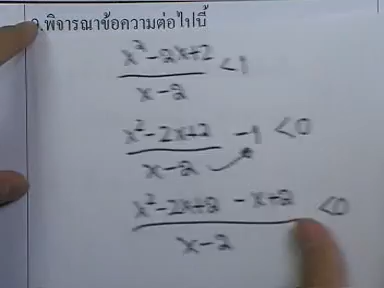 .พิจารณาข้อความต่อไปนี้
x²-2x+2
x-2
<1
x²-2x+2
x-2
-1 <0
x²-2x+2 -x+2
x-2
<0